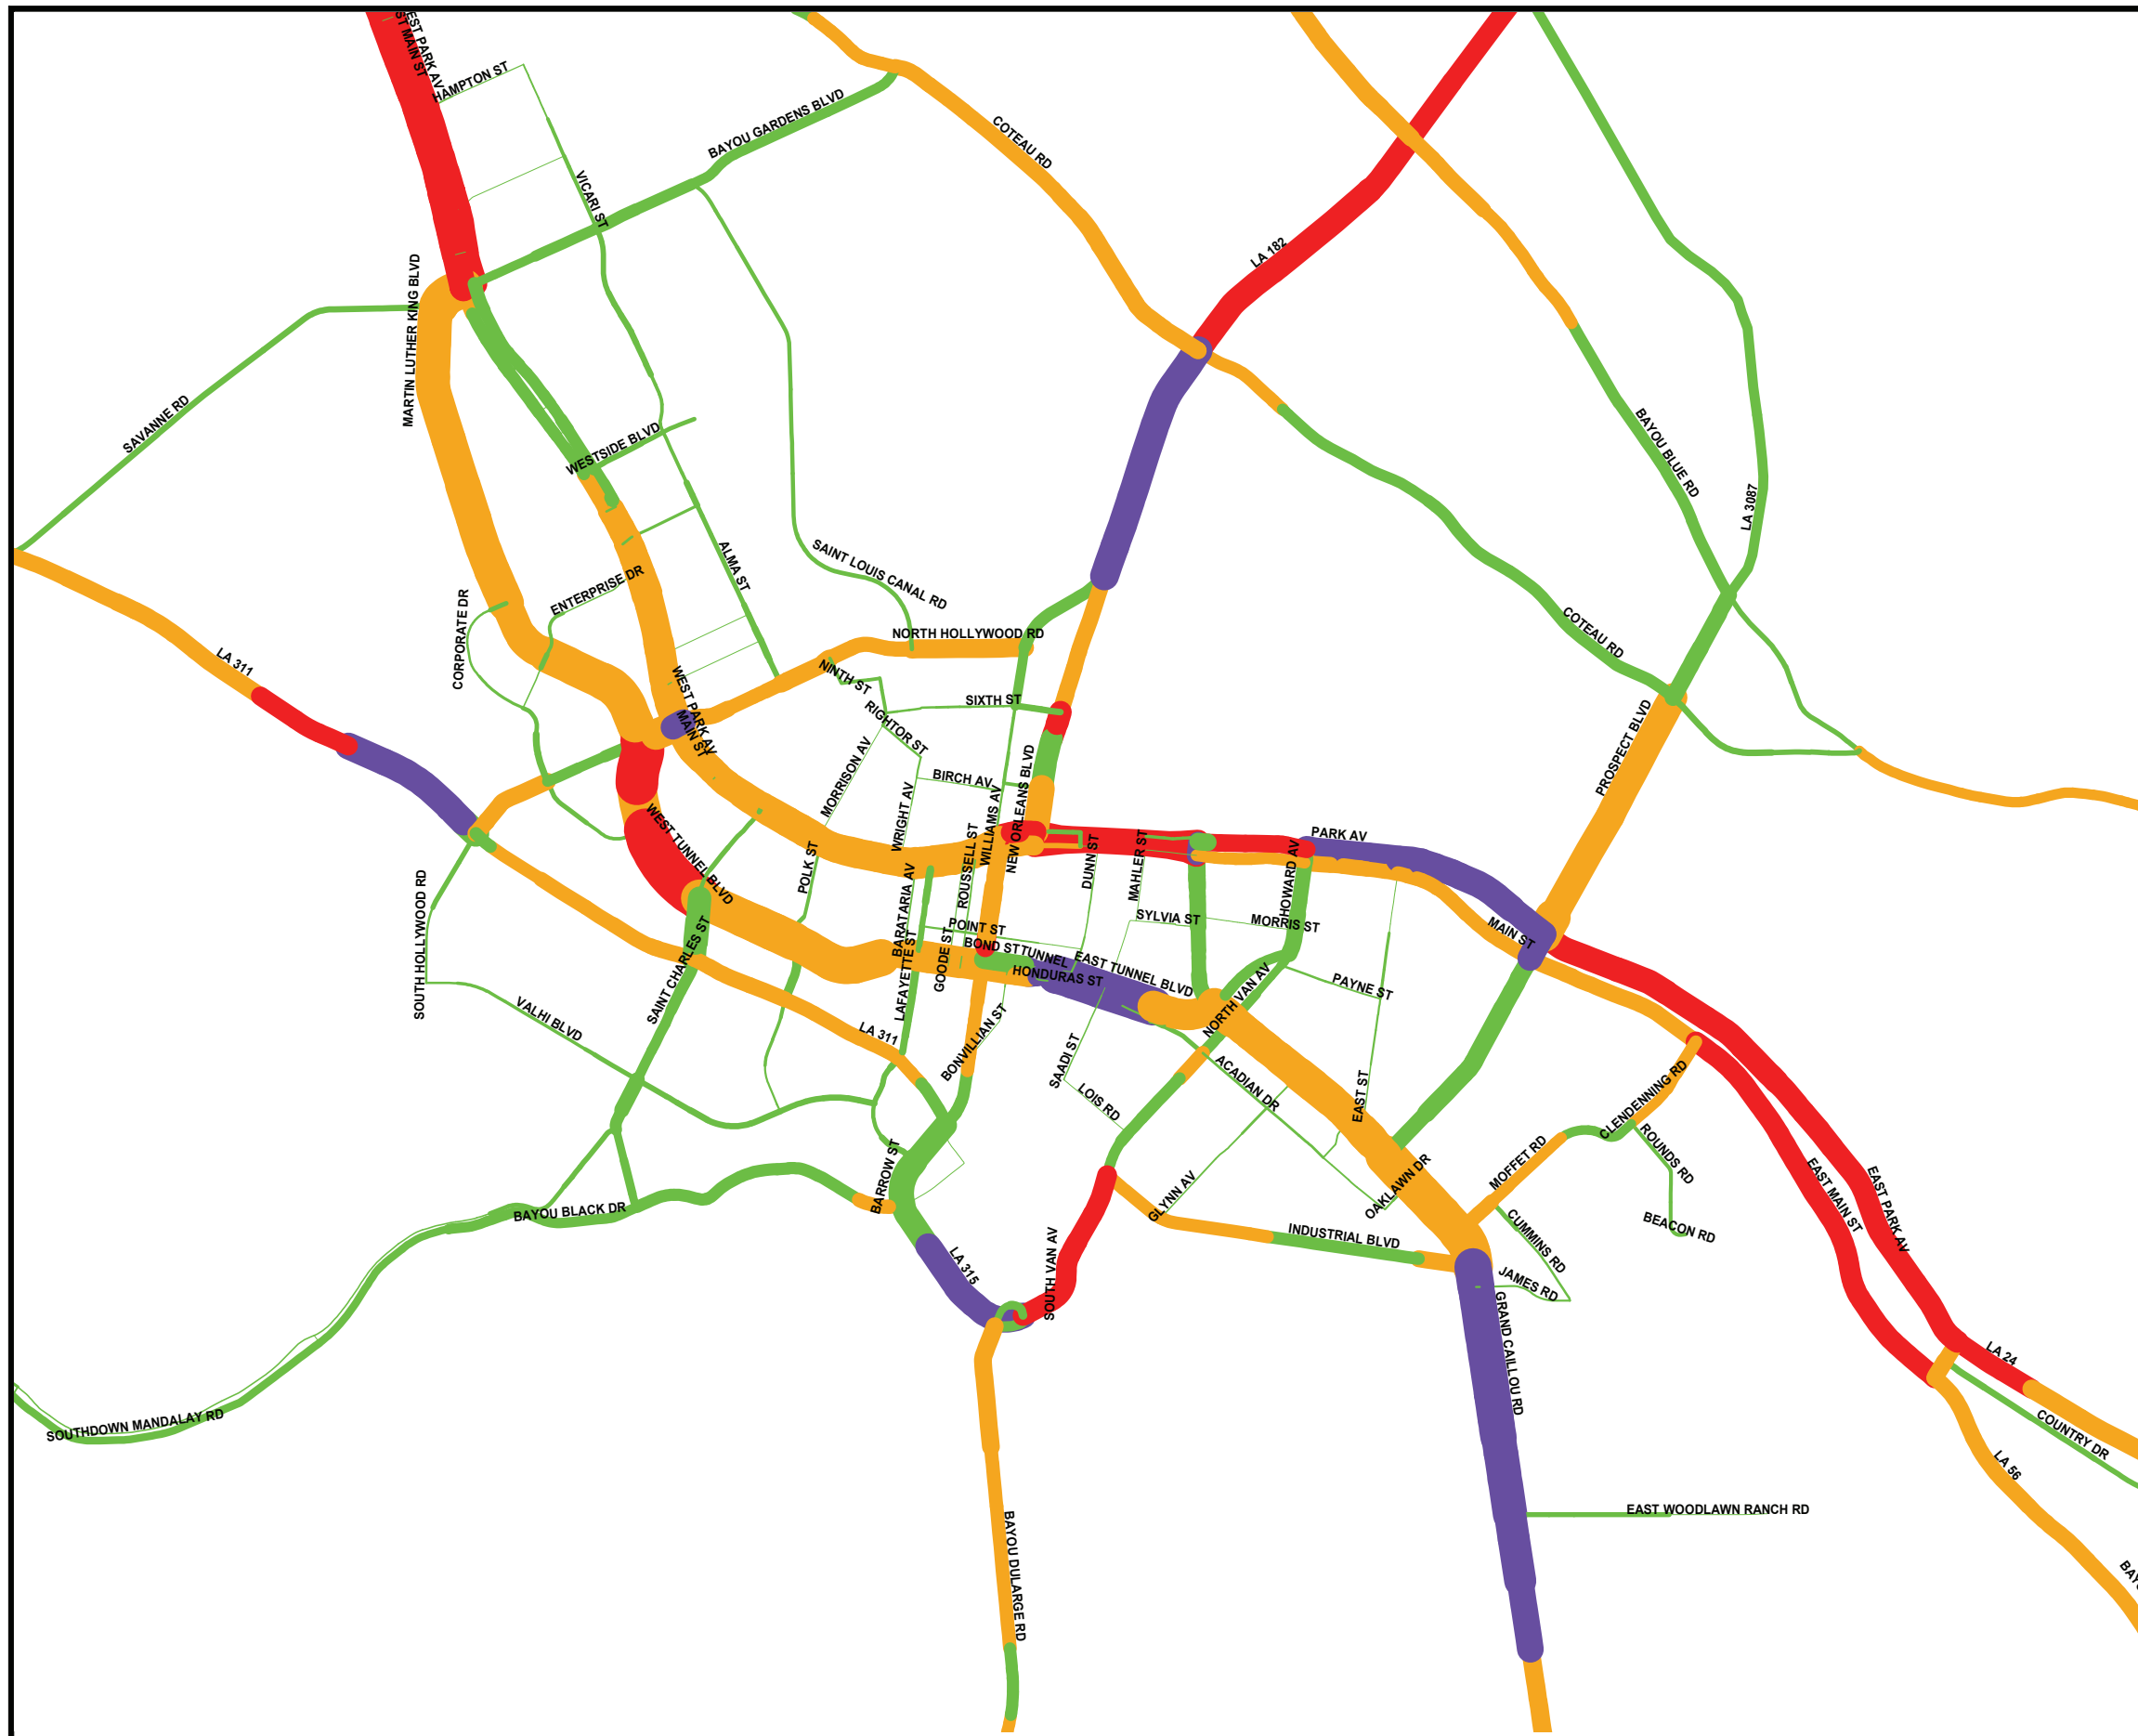 WEST PARK AV
ST MAIN ST
HAMPTON ST
BAYOU GARDENS BLVD
COTEAU RD
VICARI ST
LA 182
MARTIN LUTHER KING BLVD
SAVANNE RD
WESTSIDE BLVD
BAYOU BLUE RD
LA 3087
SAINT LOUIS CANAL RD
ALMA ST
ENTERPRISE DR
CORPORATE DR
LA 311
NORTH HOLLYWOOD RD
COTEAU RD
NINTH ST
SIXTH ST
RIGHTOR ST
WEST PARK AV
MAIN ST
PROSPECT BLVD
MORRISON AV
BIRCH AV
NEW ORLEANS BLVD
WRIGHT AV
WILLIAMS AV
ROUSSELL ST
WEST TUNNEL BLVD
POLK ST
PARK AV
DUNN ST
MAHLER ST
HOWARD AV
SOUTH HOLLYWOOD RD
BARATARIA AV
POINT ST
SYLVIA ST
MORRIS ST
MAIN ST
SAINT CHARLES ST
LAFAYETTE ST
GOODE ST
BOND ST
TUNNEL
EAST TUNNEL BLVD
HONDURAS ST
PAYNE ST
NORTH VAN AV
VALHI BLVD
LA 311
BONVILLIAN ST
SAADI ST
LOIS RD
ACADIAN DR
EAST ST
CLENDENNING RD
ROUNDS RD
MOFFET RD
BARROW ST
GLYNN AV
OAKLAWN DR
EAST MAIN ST
EAST PARK AV
BAYOU BLACK DR
INDUSTRIAL BLVD
CUMMINS RD
BEACON RD
LA 315
SOUTH VAN AV
JAMES RD
GRAND CAILLOU RD
LA 24
COUNTRY DR
SOUTHDOWN MANDALAY RD
LA 56
EAST WOODLAWN RANCH RD
BAYOU DULARGE RD